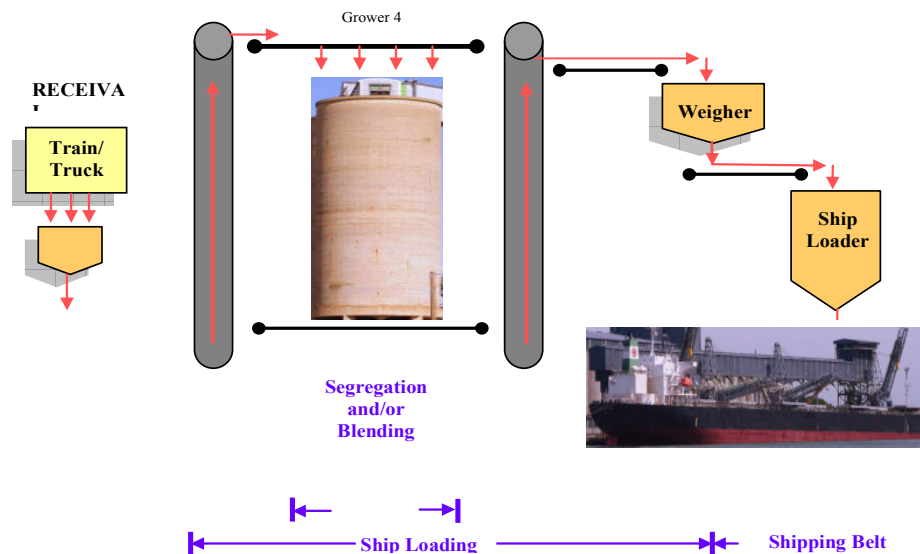 Grower 4
RECEIVA
Train/
Truck
Weigher
Ship
Loader
Segregation
and/or
Blending
Ship Loading
Shipping Belt